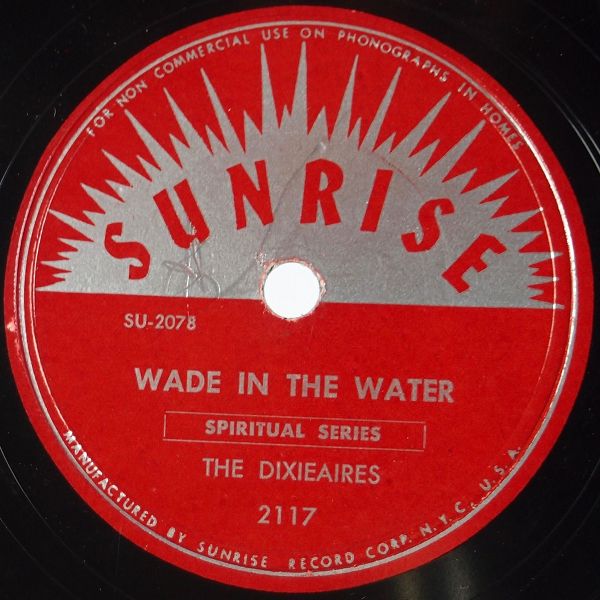 FOR NON COMMERCIAL USE ON PHONOGRAPHS IN HOMES
SUNRISE
SU-2078
WADE IN THE WATER
SPIRITUAL SERIES
THE DIXIEAIRES
2117
MANUFACTURED BY SUNRISE RECORD CORP. N.Y.C., U.S.A.